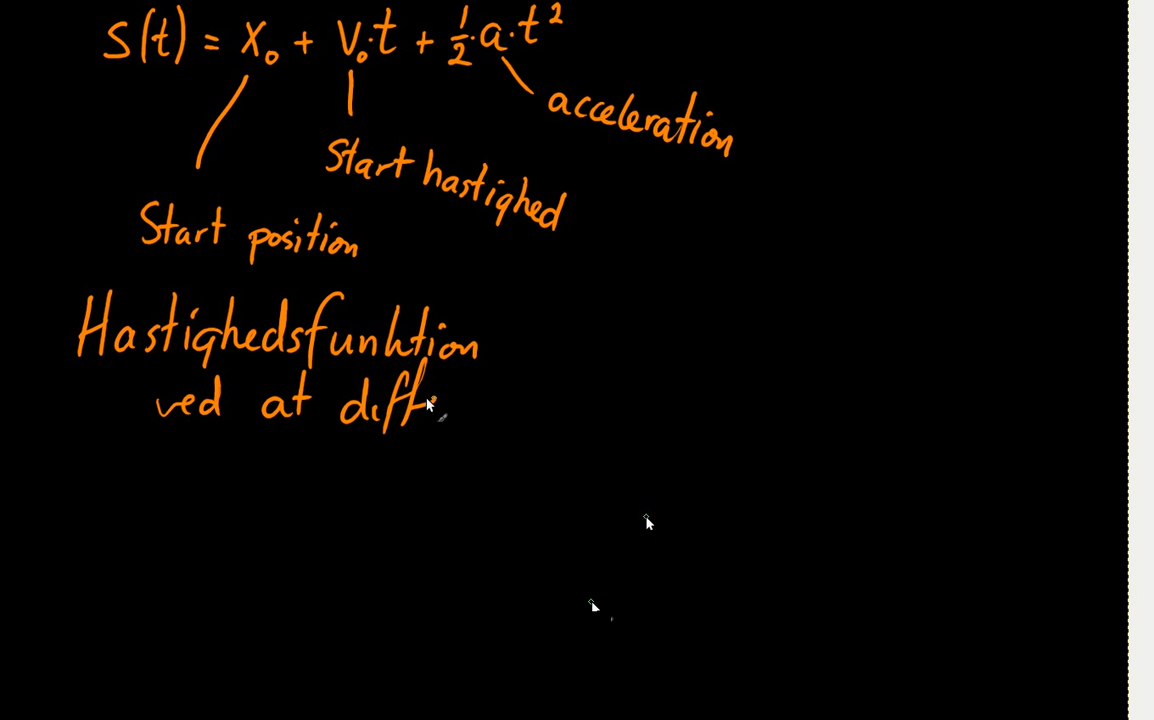 S(t) = x₀ + v₀·t + ½·a·t²
acceleration
Start hastighed
Start position
Hastighedsfunktion
ved at diff